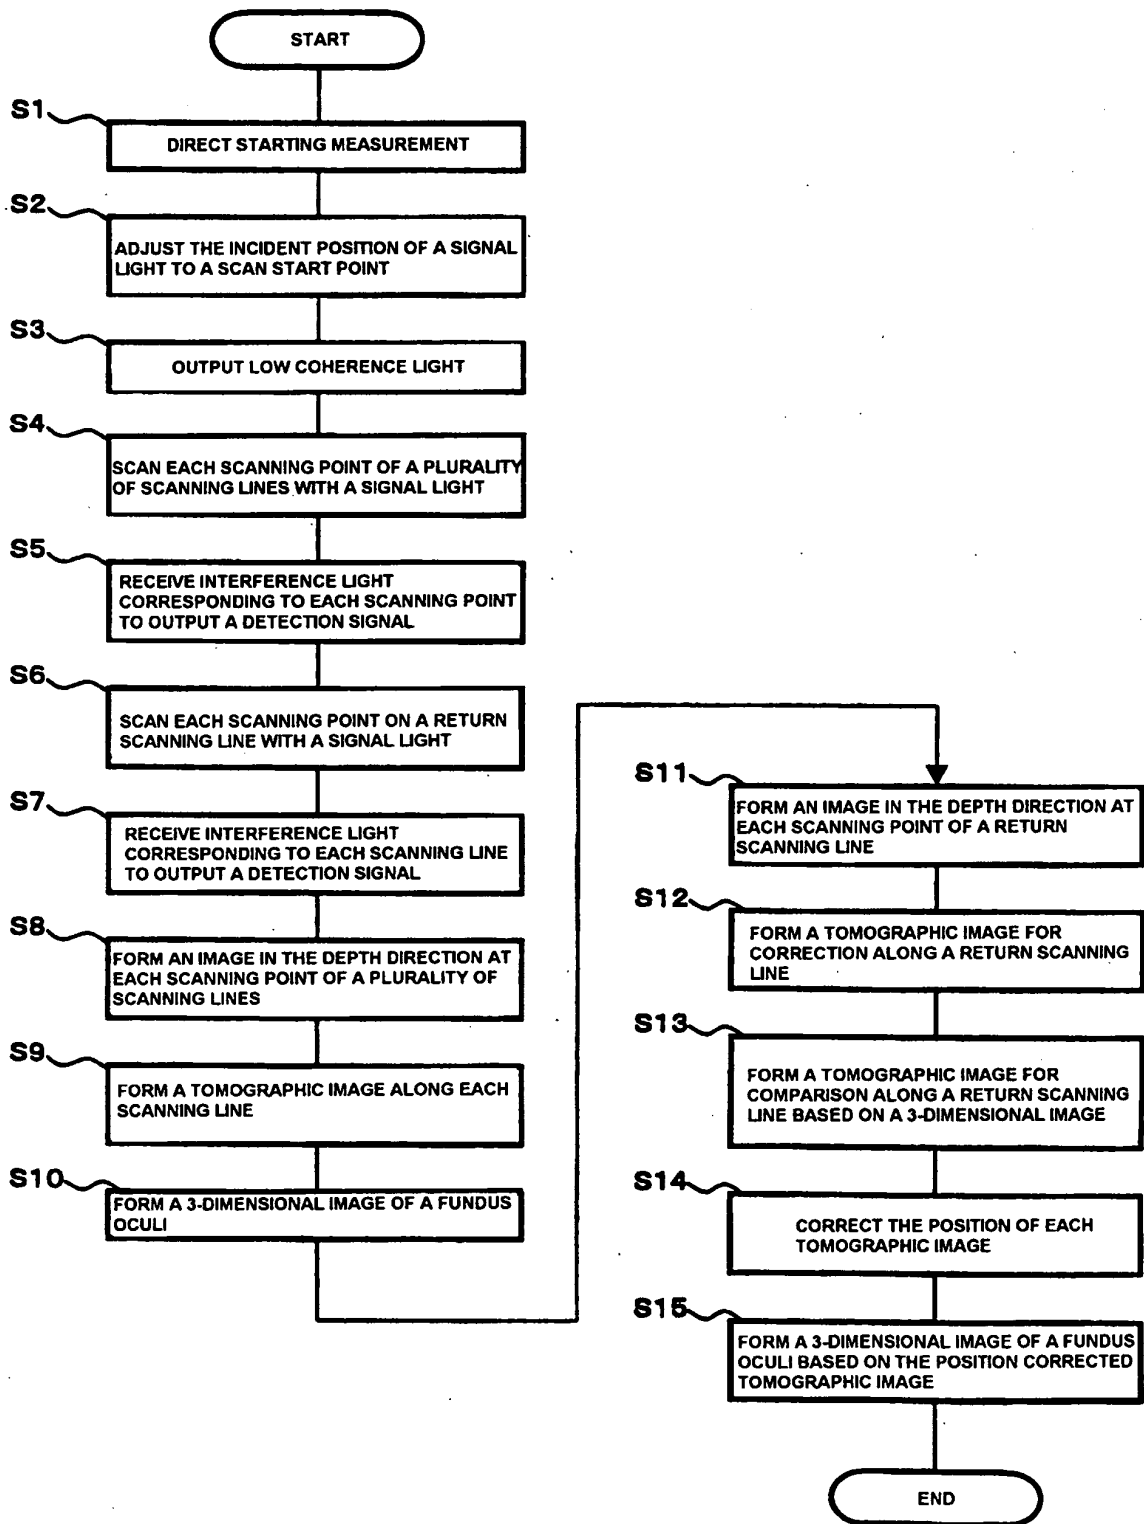 START
S1
DIRECT STARTING MEASUREMENT
S2
ADJUST THE INCIDENT POSITION OF A SIGNAL
LIGHT TO A SCAN START POINT
S3
OUTPUT LOW COHERENCE LIGHT
S4
SCAN EACH SCANNING POINT OF A PLURALITY
OF SCANNING LINES WITH A SIGNAL LIGHT
S5
RECEIVE INTERFERENCE LIGHT
CORRESPONDING TO EACH SCANNING POINT
TO OUTPUT A DETECTION SIGNAL
S6
SCAN EACH SCANNING POINT ON A RETURN
SCANNING LINE WITH A SIGNAL LIGHT
S7
RECEIVE INTERFERENCE LIGHT
CORRESPONDING TO EACH SCANNING LINE
TO OUTPUT A DETECTION SIGNAL
S8
FORM AN IMAGE IN THE DEPTH DIRECTION AT
EACH SCANNING POINT OF A PLURALITY OF
SCANNING LINES
S9
FORM A TOMOGRAPHIC IMAGE ALONG EACH
SCANNING LINE
S10
FORM A 3-DIMENSIONAL IMAGE OF A FUNDUS
OCULI
S11
FORM AN IMAGE IN THE DEPTH DIRECTION AT
EACH SCANNING POINT OF A RETURN
SCANNING LINE
S12
FORM A TOMOGRAPHIC IMAGE FOR
CORRECTION ALONG A RETURN SCANNING
LINE
S13
FORM A TOMOGRAPHIC IMAGE FOR
COMPARISON ALONG A RETURN SCANNING
LINE BASED ON A 3-DIMENSIONAL IMAGE
S14
CORRECT THE POSITION OF EACH
TOMOGRAPHIC IMAGE
S15
FORM A 3-DIMENSIONAL IMAGE OF A FUNDUS
OCULI BASED ON THE POSITION CORRECTED
TOMOGRAPHIC IMAGE
END